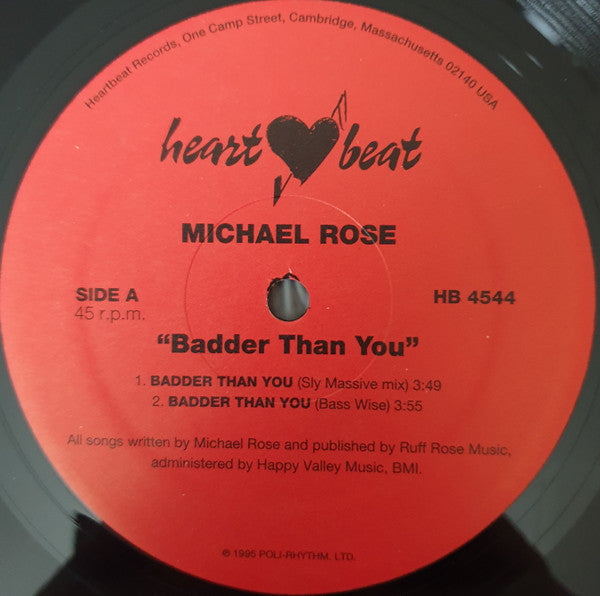 Heartbeat Records, One Camp Street, Cambridge, Massachusetts 02140 USA
heart beat
MICHAEL ROSE
SIDE A
45 r.p.m.
HB 4544
“Badder Than You”
1. BADDER THAN YOU (Sly Massive mix) 3:49
2. BADDER THAN YOU (Bass Wise) 3:55
All songs written by Michael Rose and published by Ruff Rose Music,
administered by Happy Valley Music, BMI.
℗ 1995 POLI-RHYTHM, LTD.